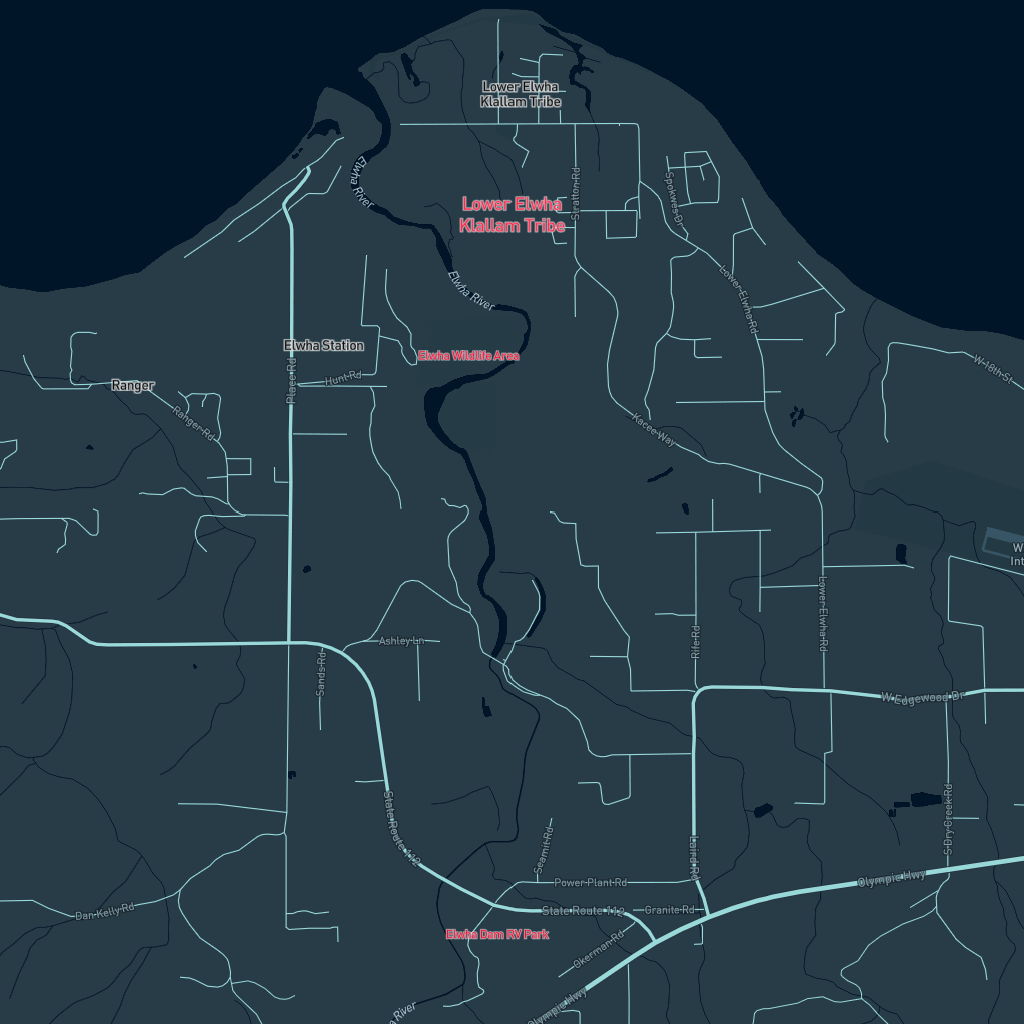 Lower Elwha
Klallam Tribe
Elwha River
Lower Elwha
Klallam Tribe
Stratton Rd
Spokwes Dr
Elwha River
Lower Elwha Rd
Elwha Station
Elwha Wildlife Area
W 18th St
Ranger
Place Rd
Hunt Rd
Ranger Rd
Kacee Way
W
Int
Lower Elwha Rd
Ashley Ln
Rife Rd
Sands Rd
W Edgewood Dr
State Route 112
S Dry Creek Rd
Seamit Rd
Laird Rd
Power Plant Rd
Olympic Hwy
Dan Kelly Rd
State Route 112
Granite Rd
Elwha Dam RV Park
Okerman Rd
a River
Olympic Hwy